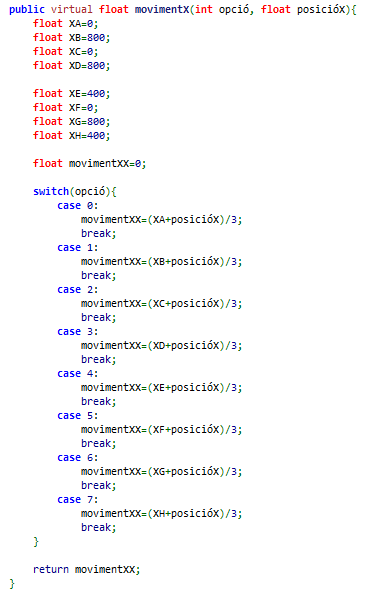 public virtual float movimentX(int opció, float posicióX){
    float XA=0;
    float XB=800;
    float XC=0;
    float XD=800;

    float XE=400;
    float XF=0;
    float XG=800;
    float XH=400;

    float movimentXX=0;

    switch(opció){
        case 0:
            movimentXX=(XA+posicióX)/3;
            break;
        case 1:
            movimentXX=(XB+posicióX)/3;
            break;
        case 2:
            movimentXX=(XC+posicióX)/3;
            break;
        case 3:
            movimentXX=(XD+posicióX)/3;
            break;
        case 4:
            movimentXX=(XE+posicióX)/3;
            break;
        case 5:
            movimentXX=(XF+posicióX)/3;
            break;
        case 6:
            movimentXX=(XG+posicióX)/3;
            break;
        case 7:
            movimentXX=(XH+posicióX)/3;
            break;
    }

    return movimentXX;
}